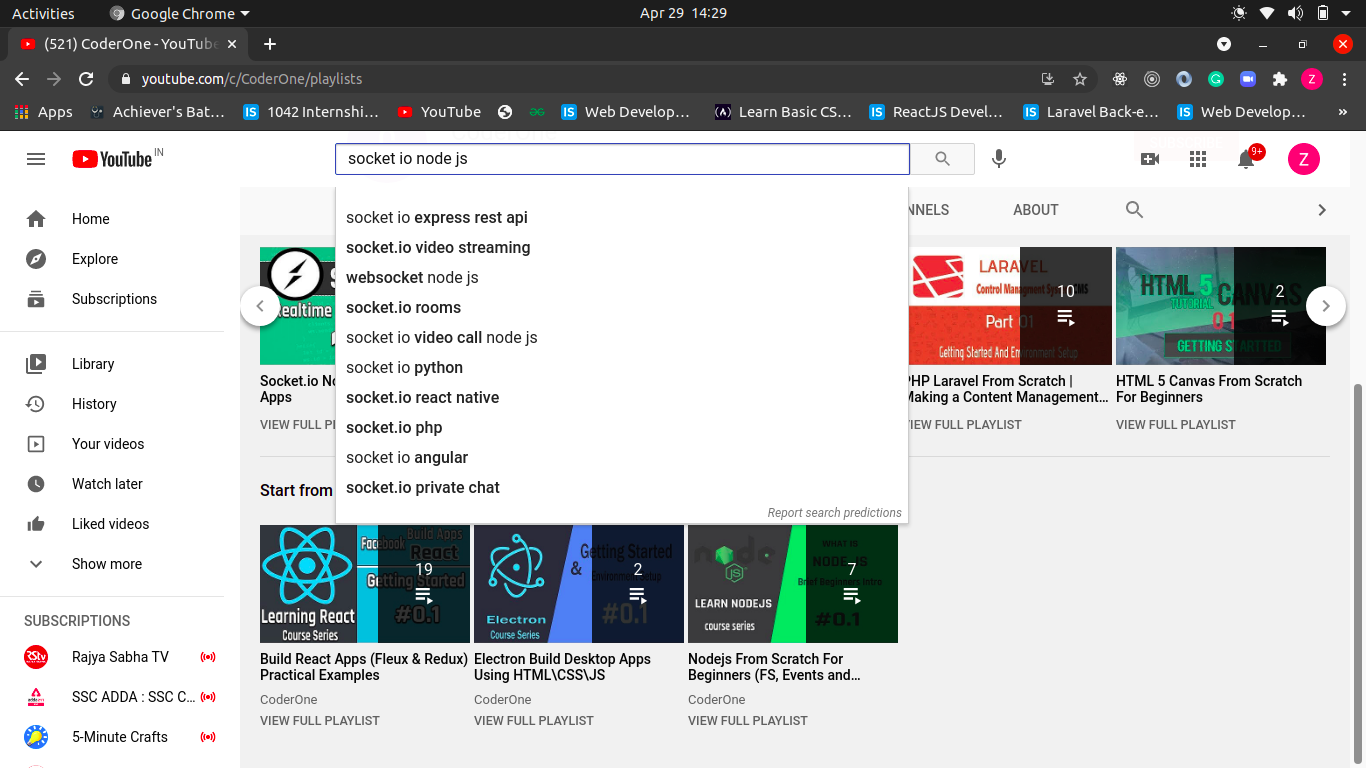 Activities
Google Chrome
Apr 29 14:29
(521) CoderOne - YouTube
youtube.com/c/CoderOne/playlists
Apps
Achiever's Bat...
1042 Internshi...
YouTube
Web Develop...
Learn Basic CS...
ReactJS Devel...
Laravel Back-e...
Web Develop...
»
YouTube IN
socket io node js
9+
Z
Home
Explore
Subscriptions
Library
History
Your videos
Watch later
Liked videos
Show more
SUBSCRIPTIONS
Rajya Sabha TV
SSC ADDA : SSC C...
5-Minute Crafts
socket io express rest api
socket.io video streaming
websocket node js
socket.io rooms
socket io video call node js
socket io python
socket.io react native
socket.io php
socket io angular
socket.io private chat
Report search predictions
NNELS
ABOUT
Realtime
Socket.io No
Apps
VIEW FULL PL
LARAVEL
Control Managment System CMS
Part 01
Getting Started And Environment Setup
10
PHP Laravel From Scratch |
Making a Content Management...
VIEW FULL PLAYLIST
HTML 5
TUTORIAL
CANVAS
01
GETTING STARTTED
2
HTML 5 Canvas From Scratch
For Beginners
VIEW FULL PLAYLIST
Start from
Build Apps
Facebook
React
Getting Started
#0.1
Learning React
Course Series
19
Build React Apps (Fleux & Redux)
Practical Examples
CoderOne
VIEW FULL PLAYLIST
Getting Started
&
Environment Setup
#0.1
Electron
Course Series
2
Electron Build Desktop Apps
Using HTML\CSS\JS
CoderOne
VIEW FULL PLAYLIST
node
WHAT IS
NODE.JS
Brief Beginners Intro
#0.1
LEARN NODEJS
course series
7
Nodejs From Scratch For
Beginners (FS, Events and...
CoderOne
VIEW FULL PLAYLIST